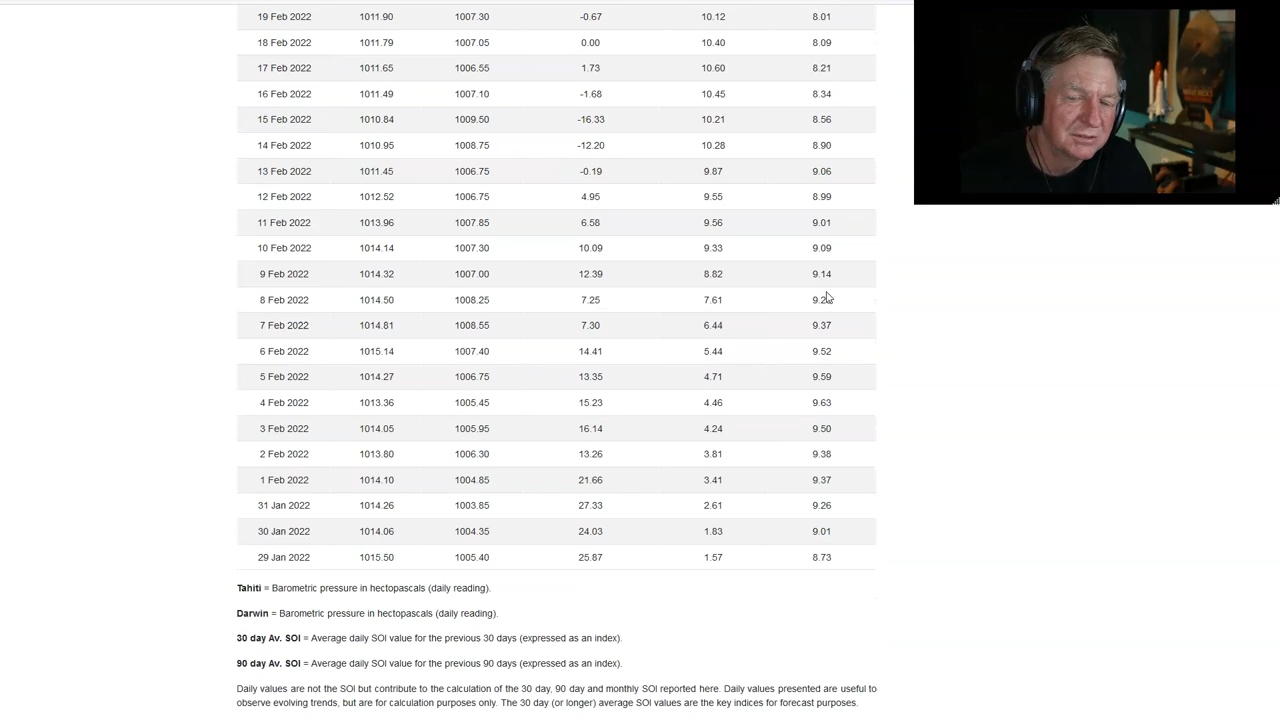 19 Feb 2022 1011.90 1007.30 -0.67 10.12 8.01
18 Feb 2022 1011.79 1007.05 0.00 10.40 8.09
17 Feb 2022 1011.65 1006.55 1.73 10.60 8.21
16 Feb 2022 1011.49 1007.10 -1.68 10.45 8.34
15 Feb 2022 1010.84 1009.50 -16.33 10.21 8.56
14 Feb 2022 1010.95 1008.75 -12.20 10.28 8.90
13 Feb 2022 1011.45 1006.75 -0.19 9.87 9.06
12 Feb 2022 1012.52 1006.75 4.95 9.55 8.99
11 Feb 2022 1013.96 1007.85 6.58 9.56 9.01
10 Feb 2022 1014.14 1007.30 10.09 9.33 9.09
9 Feb 2022 1014.32 1007.00 12.39 8.82 9.14
8 Feb 2022 1014.50 1008.25 7.25 7.61
7 Feb 2022 1014.81 1008.55 7.30 6.44 9.37
6 Feb 2022 1015.14 1007.40 14.41 5.44 9.52
5 Feb 2022 1014.27 1006.75 13.35 4.71 9.59
4 Feb 2022 1013.36 1005.45 15.23 4.46 9.63
3 Feb 2022 1014.05 1005.95 16.14 4.24 9.50
2 Feb 2022 1013.80 1006.30 13.26 3.81 9.38
1 Feb 2022 1014.10 1004.85 21.66 3.41 9.37
31 Jan 2022 1014.26 1003.85 27.33 2.61 9.26
30 Jan 2022 1014.06 1004.35 24.03 1.83 9.01
29 Jan 2022 1015.50 1005.40 25.87 1.57 8.73
Tahiti = Barometric pressure in hectopascals (daily reading).
Darwin = Barometric pressure in hectopascals (daily reading).
30 day Av. SOI = Average daily SOI value for the previous 30 days (expressed as an index).
90 day Av. SOI = Average daily SOI value for the previous 90 days (expressed as an index).
Daily values are not the SOI but contribute to the calculation of the 30 day, 90 day and monthly SOI reported here. Daily values presented are useful to
observe evolving trends, but are for calculation purposes only. The 30 day (or longer) average SOI values are the key indices for forecast purposes.